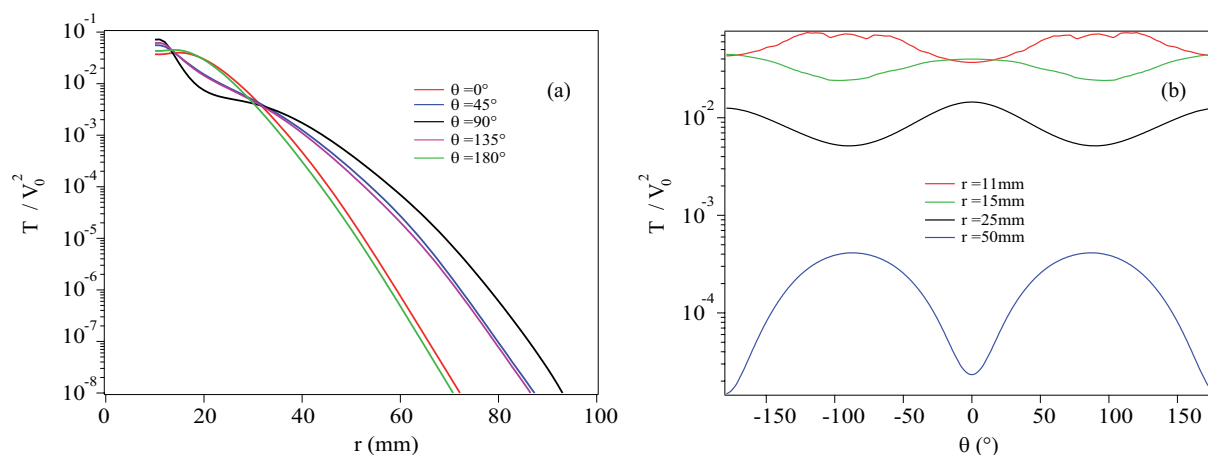 10^-1
10^-2
10^-3
10^-4
10^-5
10^-6
10^-7
10^-8
T / V_0^2
0 20 40 60 80 100
r (mm)
(a)
θ =0°
θ =45°
θ =90°
θ =135°
θ =180°
10^-2
10^-3
10^-4
T / V_0^2
-150 -100 -50 0 50 100 150
θ (°)
(b)
r =11mm
r =15mm
r =25mm
r =50mm